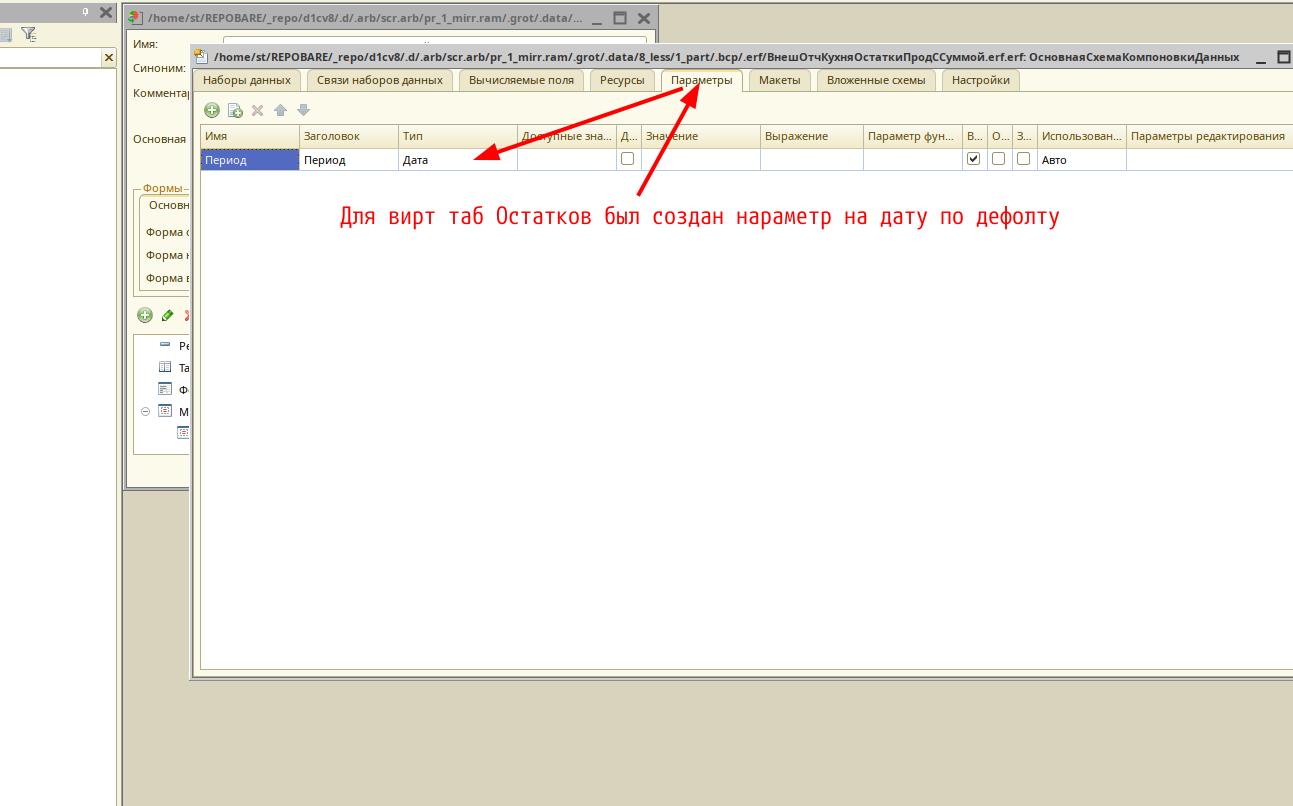 /home/st/REPOBARE/_repo/d1cv8/.d/.arb/scr.arb/pr_1_mirr.ram/.grot/.data/...
Имя:
/home/st/REPOBARE/_repo/d1cv8/.d/.arb/scr.arb/pr_1_mirr.ram/.grot/.data/8_less/1_part/.bcp/.erf/ВнешОтчКухняОстаткиПродССуммой.erf.erf: ОсновнаяСхемаКомпоновкиДанных
Синоним:
Наборы данных Связи наборов данных Вычисляемые поля Ресурсы Параметры Макеты Вложенные схемы Настройки
Комментар
Основная
Имя Заголовок Тип Доступные зна... Д... Значение Выражение Параметр фун... В... О... З... Использован... Параметры редактирования
Период Период Дата Авто
Для вирт таб Остатков был создан нараметр на дату по дефолту
Формы
Основн
Форма о
Форма н
Форма в
Ре
Та
Ф
М